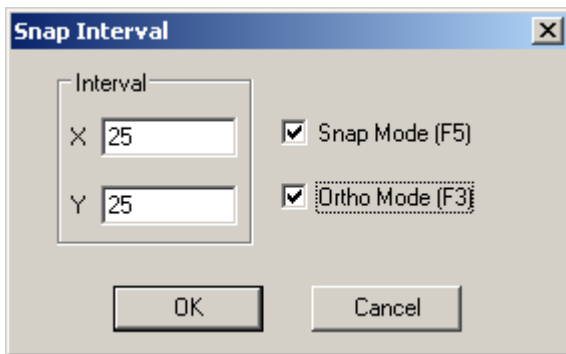 Snap Interval
Interval
X 25
Snap Mode (F5)
Y 25
Ortho Mode (F3)
OK
Cancel